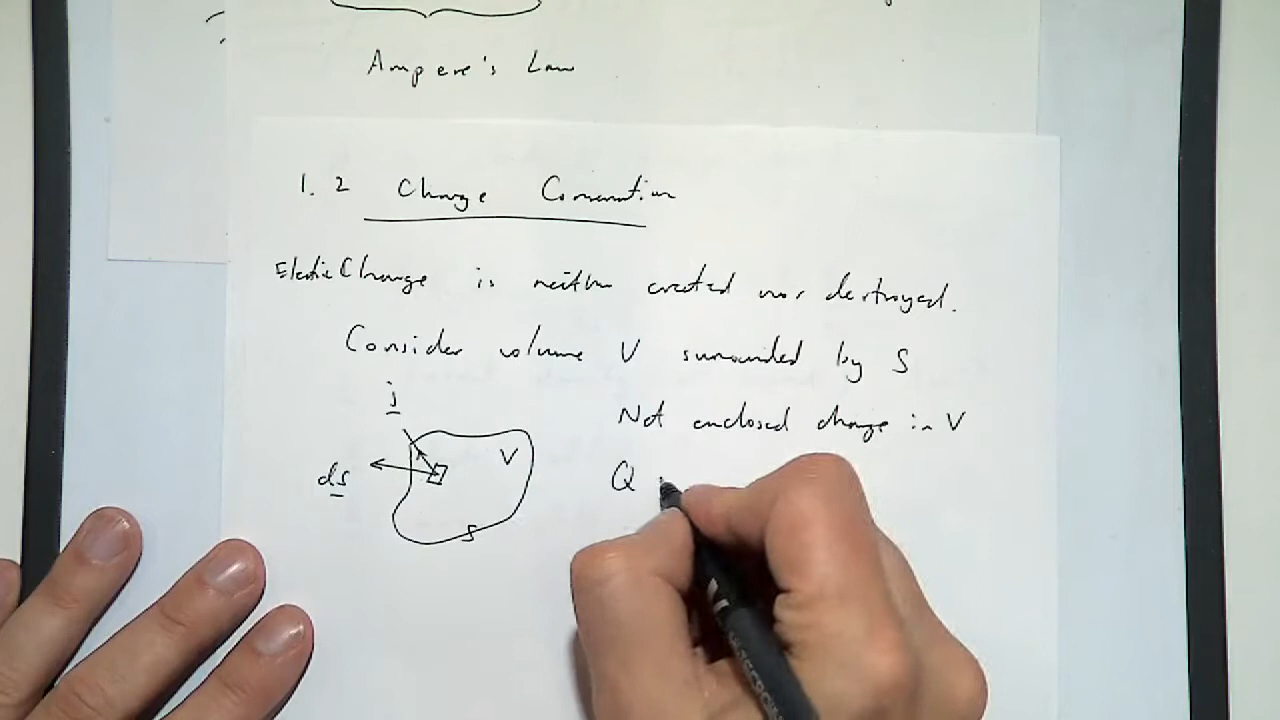 Ampere's Law
1.2 Charge Conservation
Electric Charge is neither created nor destroyed.
Consider volume V surrounded by S
j
Net enclosed charge in V
V
ds
Q
S